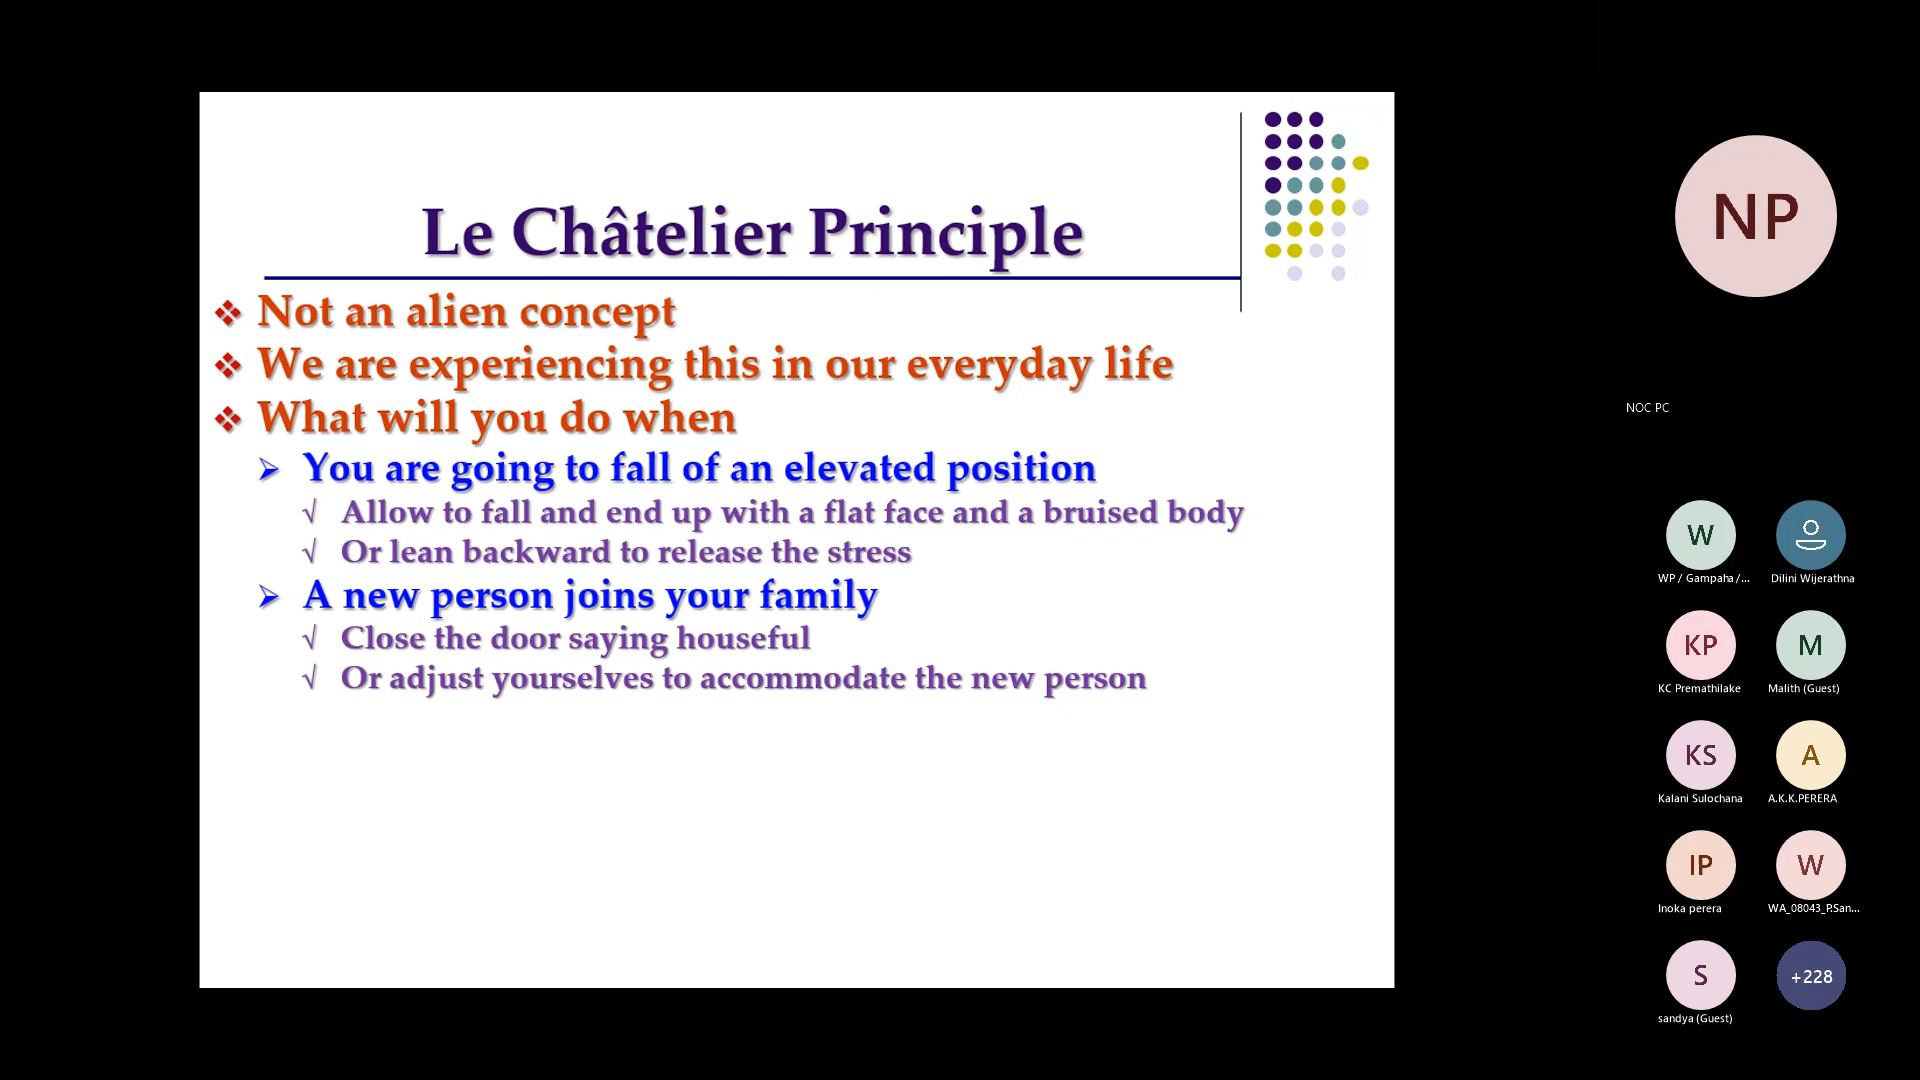 Le Châtelier Principle
❖ Not an alien concept
❖ We are experiencing this in our everyday life
❖ What will you do when
➢ You are going to fall of an elevated position
√ Allow to fall and end up with a flat face and a bruised body
√ Or lean backward to release the stress
➢ A new person joins your family
√ Close the door saying houseful
√ Or adjust yourselves to accommodate the new person
NP
NOC PC
W
WP / Gampaha /...
Dilini Wijerathna
KP
KC Premathilake
M
Malith (Guest)
KS
Kalani Sulochana
A
A.K.K.PERERA
IP
Inoka perera
W
WA_08043_P.San...
S
sandya (Guest)
+228